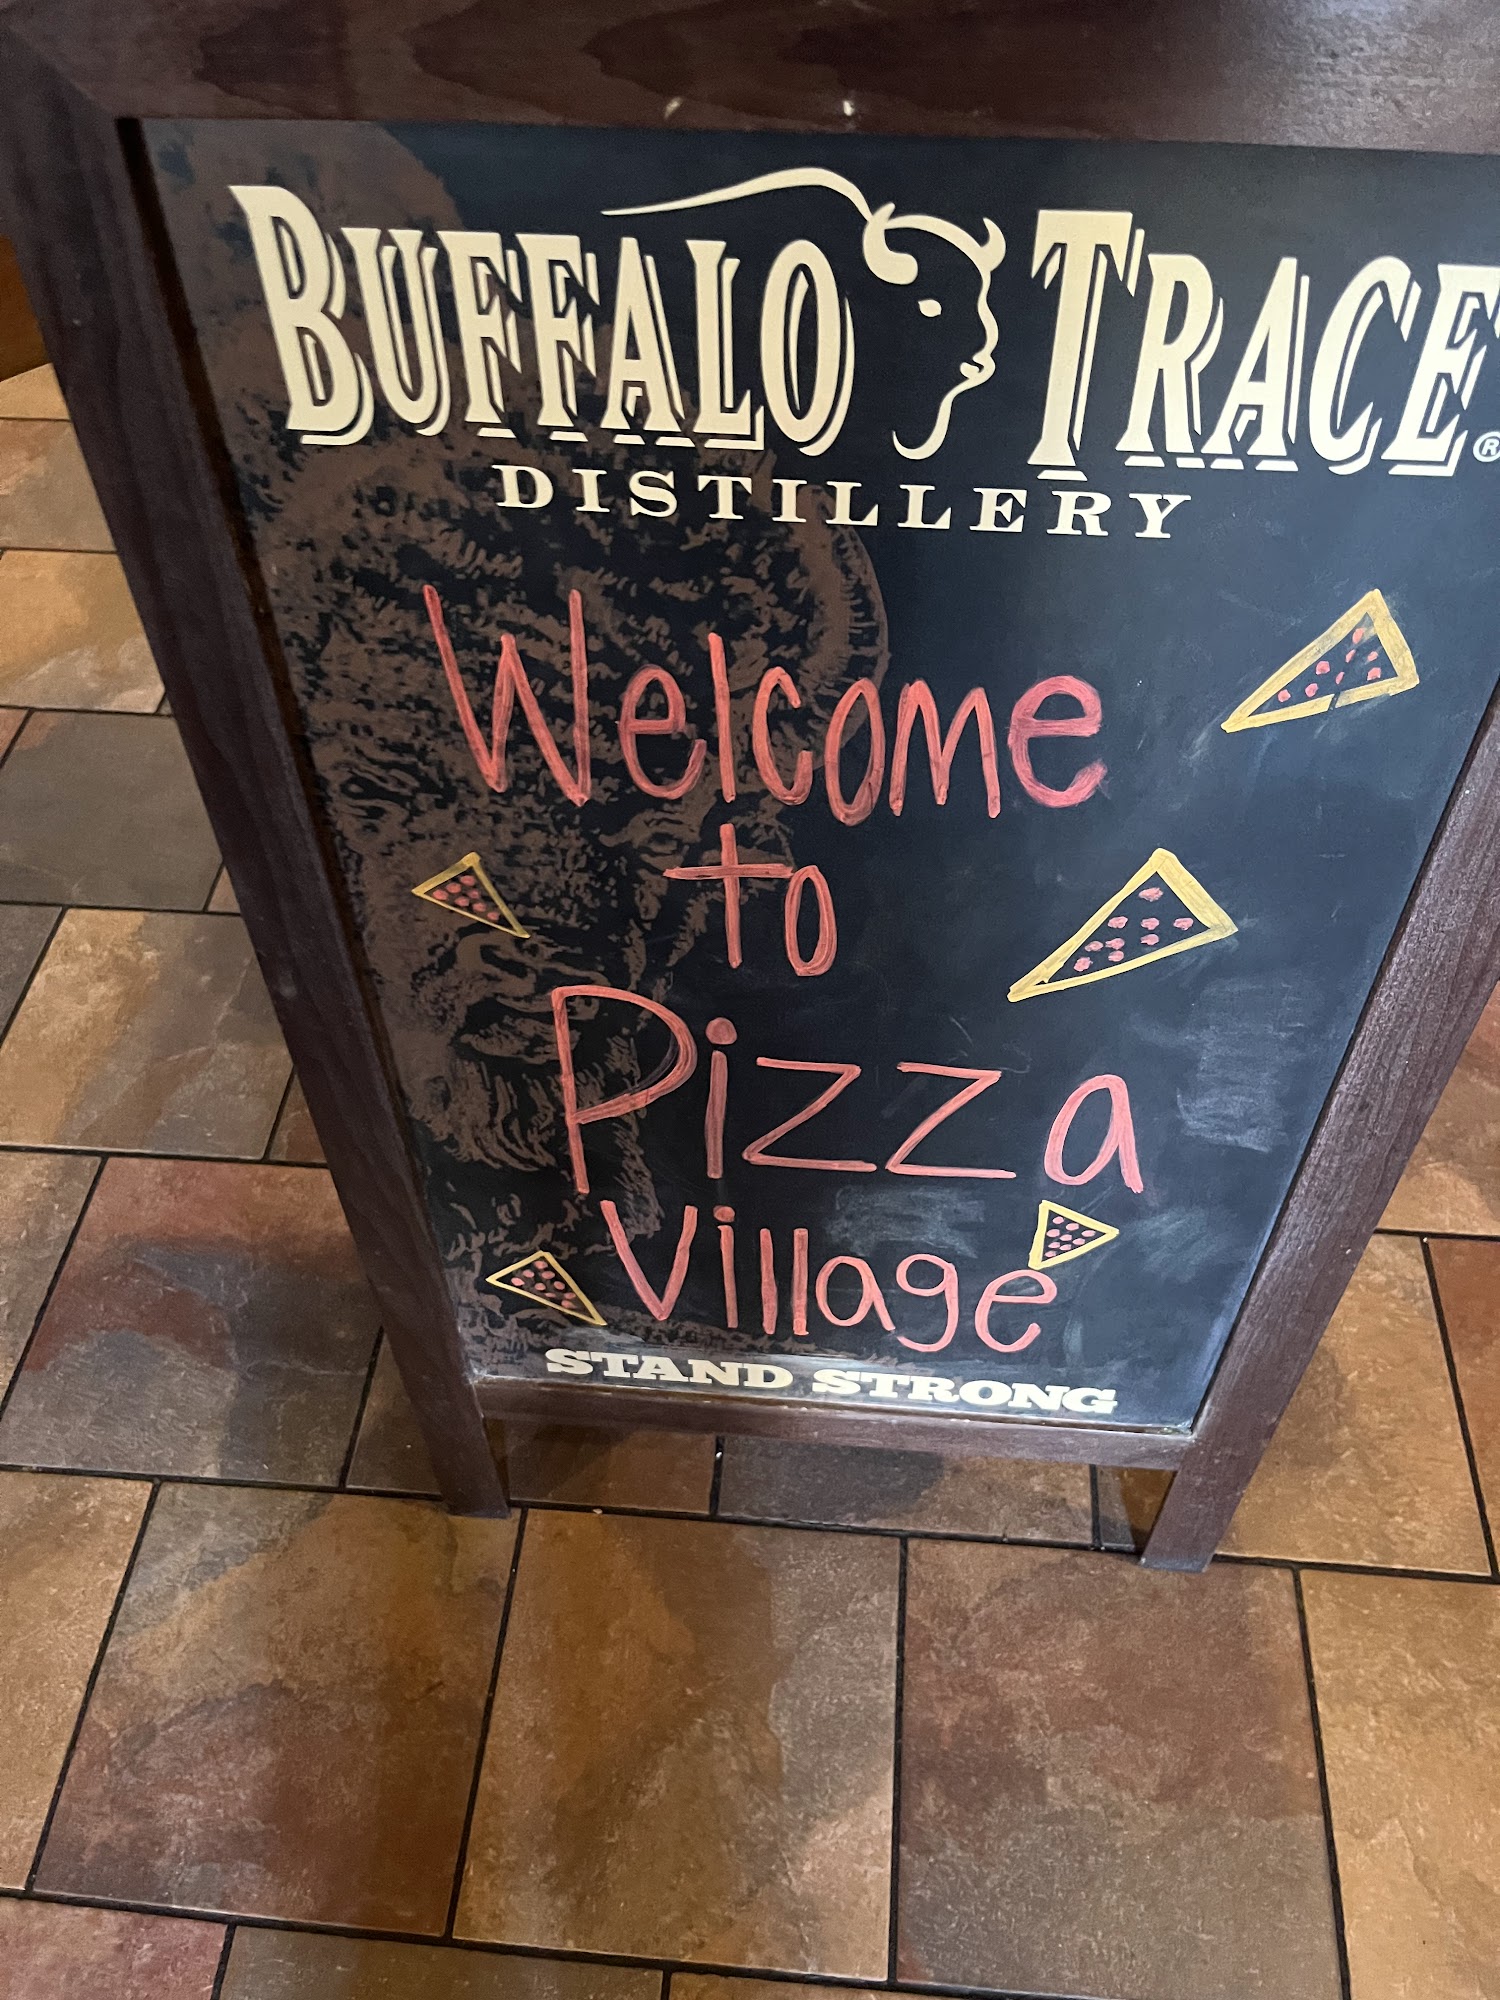 BUFFALO TRACE®
DISTILLERY
Welcome
to
Pizza
Village
STAND STRONG